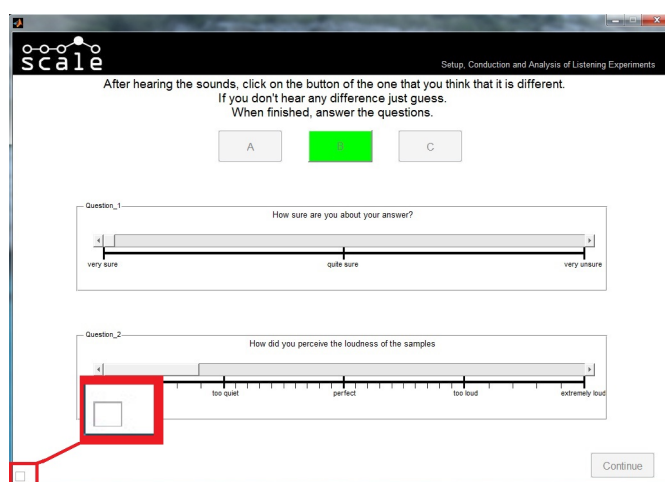 scale
Setup, Conduction and Analysis of Listening Experiments
After hearing the sounds, click on the button of the one that you think that it is different.
If you don't hear any difference just guess.
When finished, answer the questions.
A B C
Question_1
How sure are you about your answer?
very sure quite sure very unsure
Question_2
How did you perceive the loudness of the samples
too quiet perfect too loud extremely loud
Continue